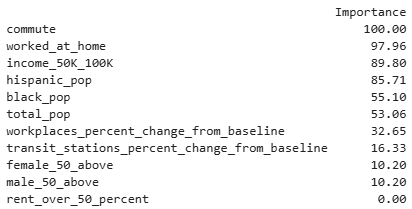 Importance
commute 100.00
worked_at_home 97.96
income_50K_100K 89.80
hispanic_pop 85.71
black_pop 55.10
total_pop 53.06
workplaces_percent_change_from_baseline 32.65
transit_stations_percent_change_from_baseline 16.33
female_50_above 10.20
male_50_above 10.20
rent_over_50_percent 0.00